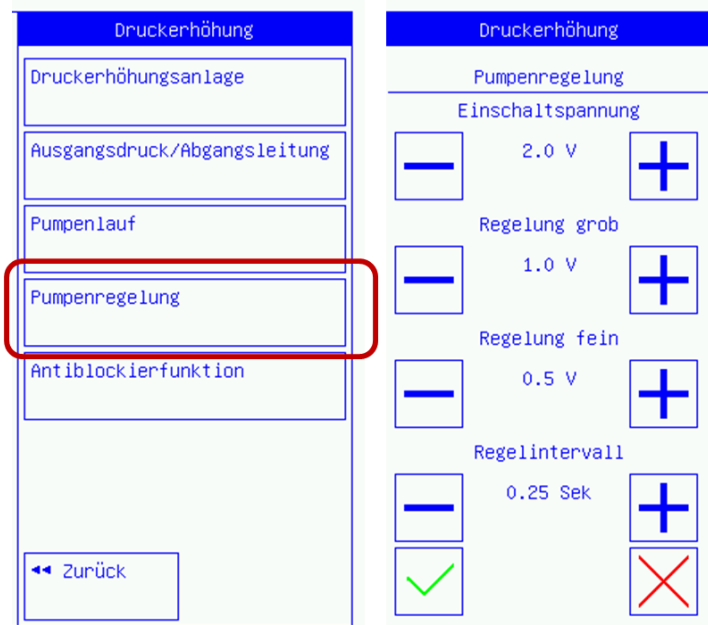 Druckerhöhung
Druckerhöhungsanlage
Ausgangsdruck/Abgangsleitung
Pumpenlauf
Pumpenregelung
Antiblockierfunktion
◄◄ Zurück
Druckerhöhung
Pumpenregelung
Einschaltspannung
2.0 V
Regelung grob
1.0 V
Regelung fein
0.5 V
Regelintervall
0.25 Sek